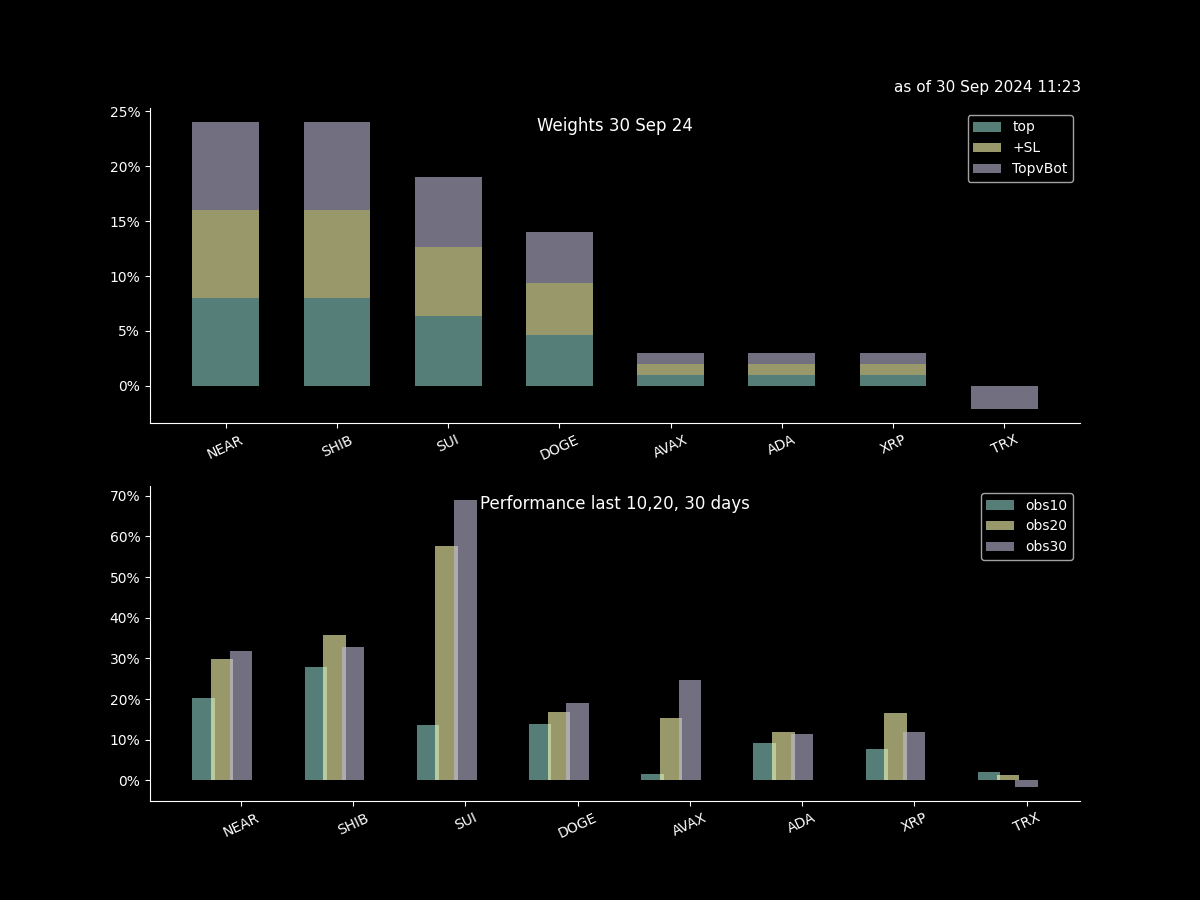 as of 30 Sep 2024 11:23
Weights 30 Sep 24
top
+SL
TopvBot
25%
20%
15%
10%
5%
0%
NEAR SHIB SUI DOGE AVAX ADA XRP TRX
Performance last 10,20, 30 days
obs10
obs20
obs30
70%
60%
50%
40%
30%
20%
10%
0%
NEAR SHIB SUI DOGE AVAX ADA XRP TRX